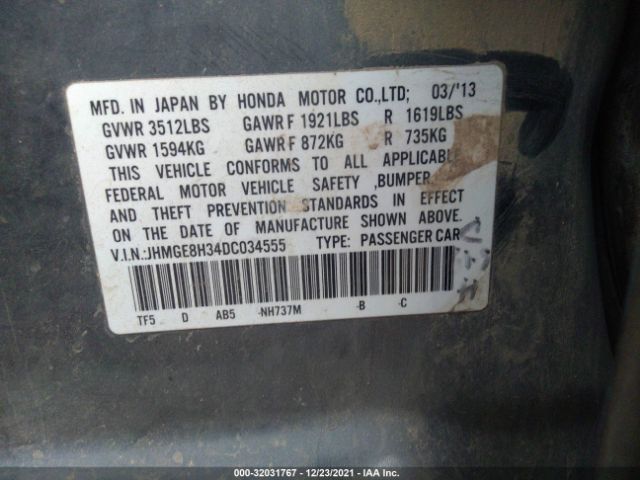 MFD. IN JAPAN BY HONDA MOTOR CO.,LTD; 03/'13
GVWR 3512LBS GAWR F 1921LBS R 1619LBS
GVWR 1594KG GAWR F 872KG R 735KG
THIS VEHICLE CONFORMS TO ALL APPLICABLE
FEDERAL MOTOR VEHICLE SAFETY ,BUMPER,
AND THEFT PREVENTION STANDARDS IN EFFECT
ON THE DATE OF MANUFACTURE SHOWN ABOVE.
V.I.N.:JHMGE8H34DC034555 TYPE: PASSENGER CAR
TF5 D AB5 -NH737M -B -C
000-32031767 - 12/23/2021 - IAA Inc.